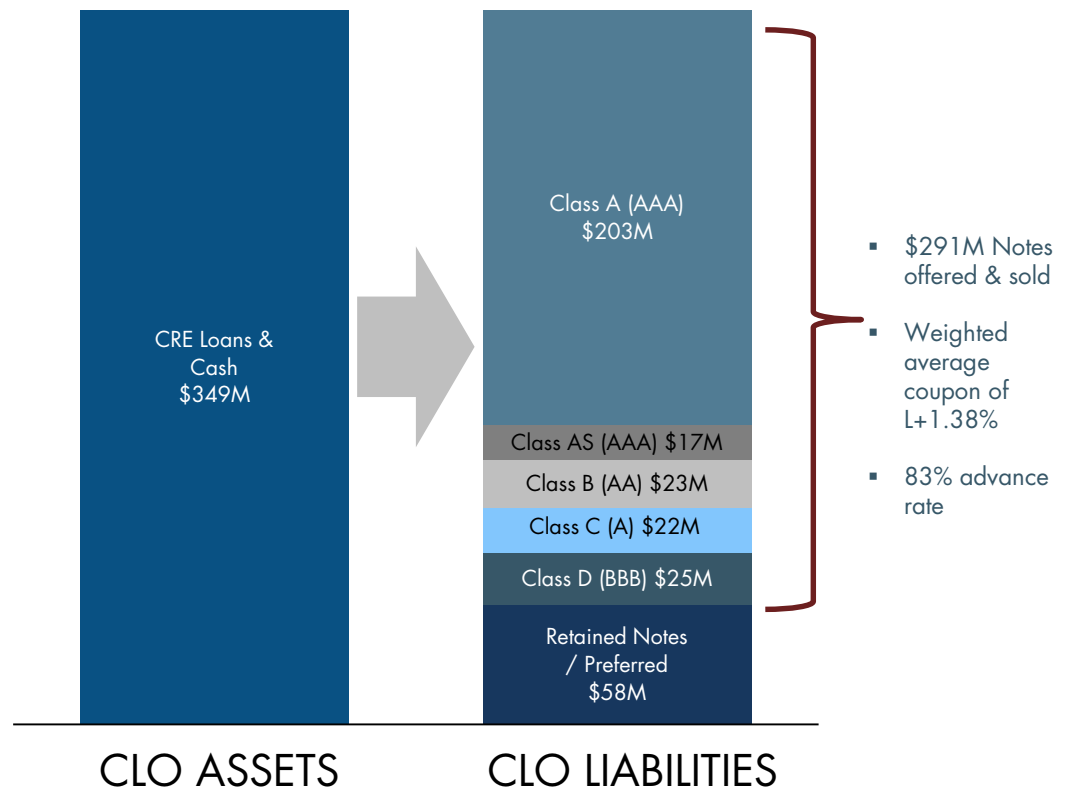 CRE Loans &
Cash
$349M
Class A (AAA)
$203M
Class AS (AAA) $17M
Class B (AA) $23M
Class C (A) $22M
Class D (BBB) $25M
Retained Notes
/ Preferred
$58M
▪ $291M Notes
offered & sold
▪ Weighted
average
coupon of
L+1.38%
▪ 83% advance
rate
CLO ASSETS
CLO LIABILITIES